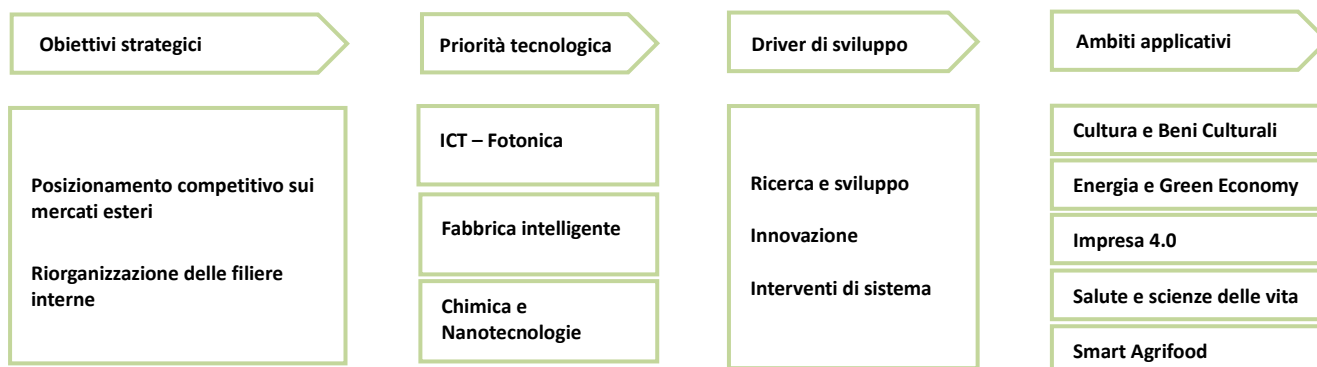 Obiettivi strategici
Priorità tecnologica
Driver di sviluppo
Ambiti applicativi
Posizionamento competitivo sui
mercati esteri
Riorganizzazione delle filiere
interne
ICT – Fotonica
Fabbrica intelligente
Chimica e
Nanotecnologie
Ricerca e sviluppo
Innovazione
Interventi di sistema
Cultura e Beni Culturali
Energia e Green Economy
Impresa 4.0
Salute e scienze delle vita
Smart Agrifood